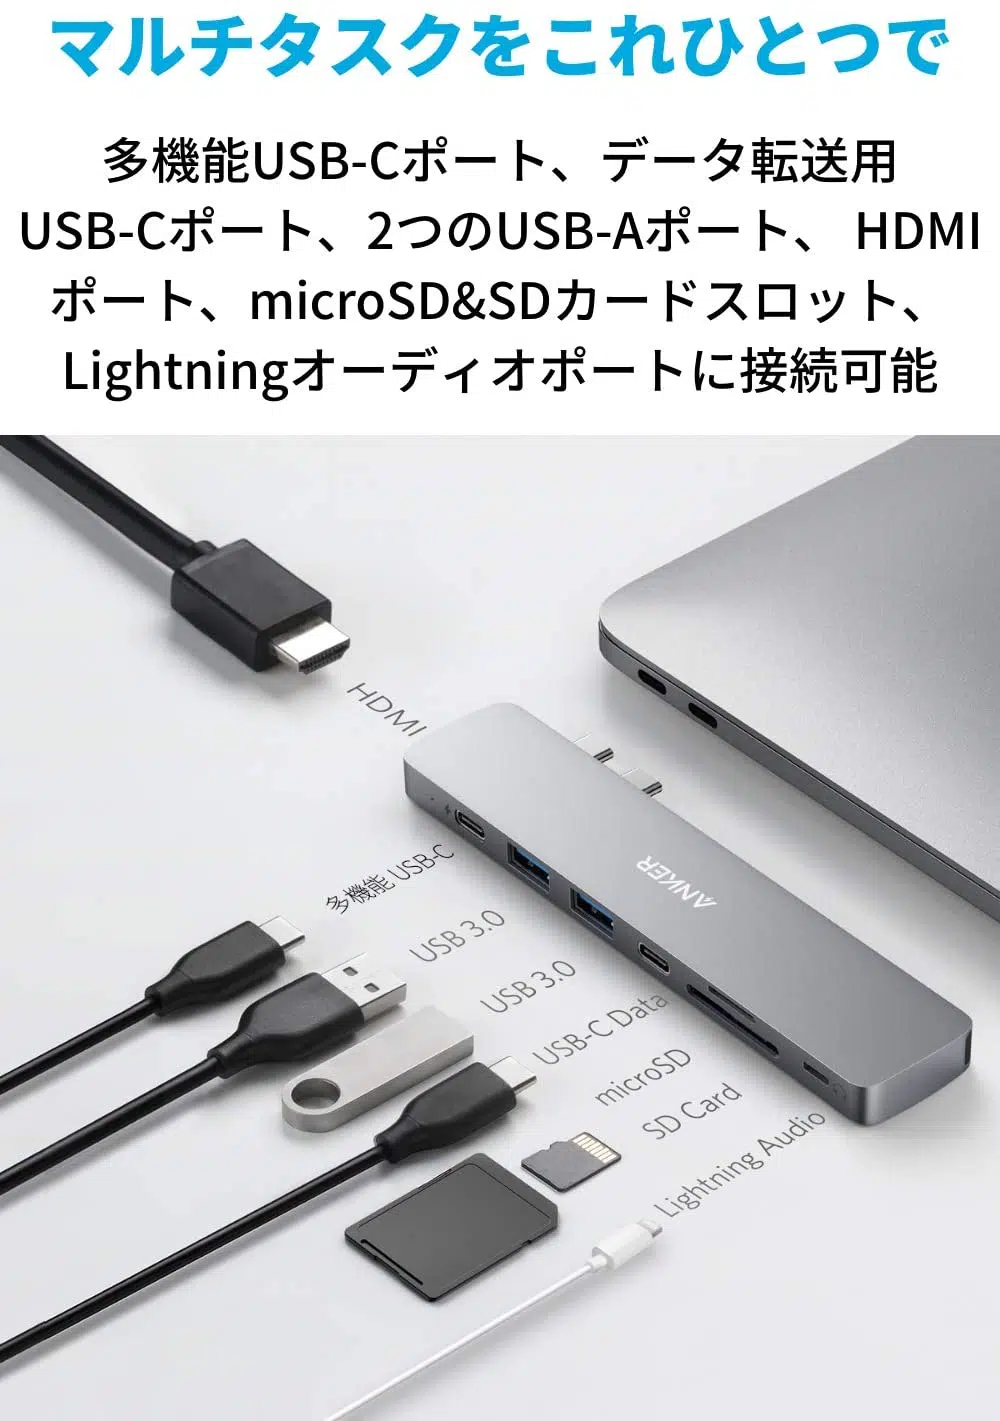 マルチタスクをこれひとつで
多機能USB-Cポート、データ転送用
USB-Cポート、2つのUSB-Aポート、 HDMI
ポート、microSD&SDカードスロット、
Lightningオーディオポートに接続可能
HDMI
ANKER
多機能 USB-C
USB 3.0
USB 3.0
USB-C Data
microSD
SD Card
Lightning Audio